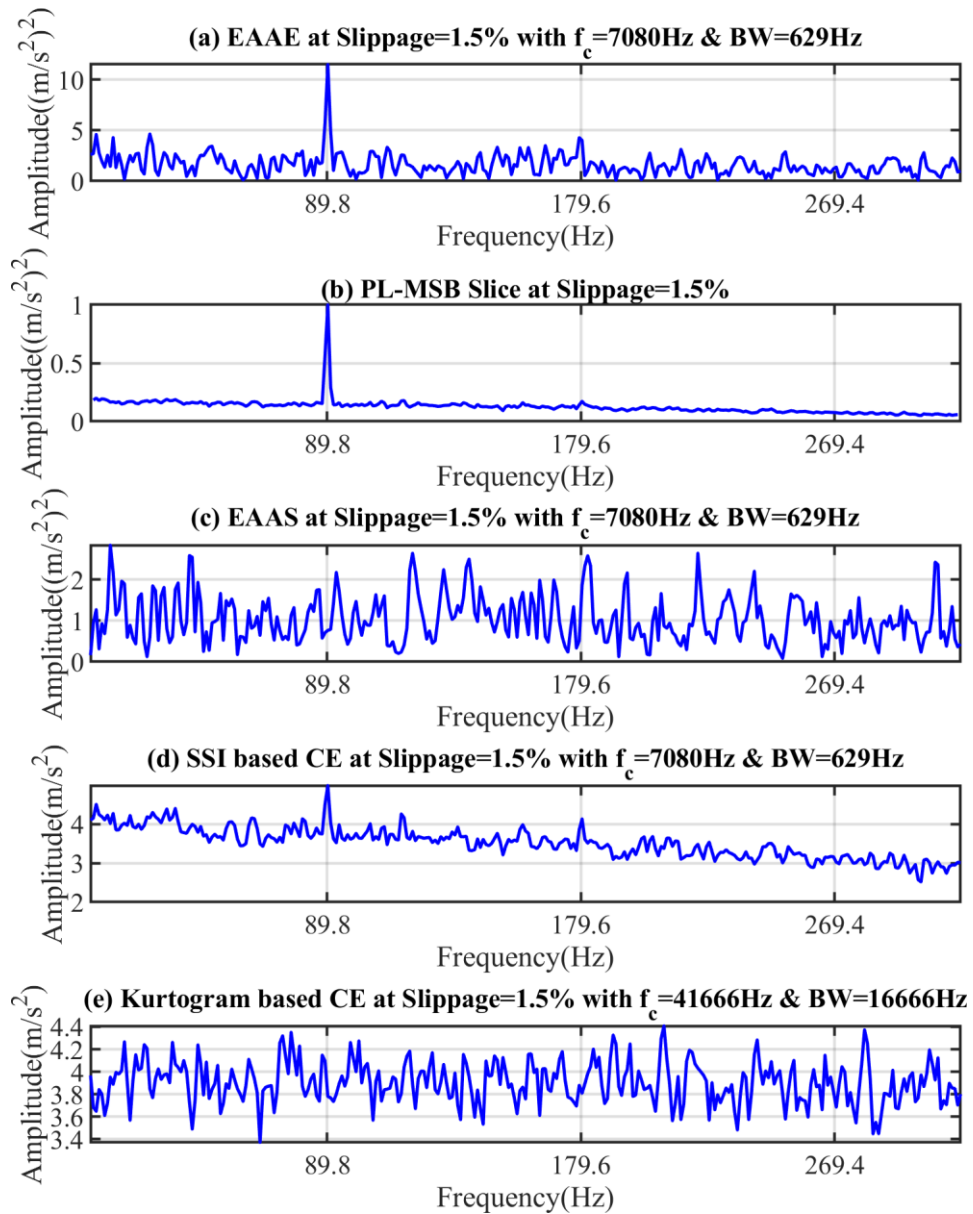 (a) EAAE at Slippage=1.5% with f_c=7080Hz & BW=629Hz
Amplitude((m/s²)²)
10
5
0
89.8 179.6 269.4
Frequency(Hz)
(b) PL-MSB Slice at Slippage=1.5%
Amplitude((m/s²)²)
1
0.5
0
89.8 179.6 269.4
Frequency(Hz)
(c) EAAS at Slippage=1.5% with f_c=7080Hz & BW=629Hz
Amplitude((m/s²)²)
2
1
0
89.8 179.6 269.4
Frequency(Hz)
(d) SSI based CE at Slippage=1.5% with f_c=7080Hz & BW=629Hz
Amplitude(m/s²)
4
3
2
89.8 179.6 269.4
Frequency(Hz)
(e) Kurtogram based CE at Slippage=1.5% with f_c=41666Hz & BW=16666Hz
Amplitude(m/s²)
4.4
4.2
4
3.8
3.6
3.4
89.8 179.6 269.4
Frequency(Hz)